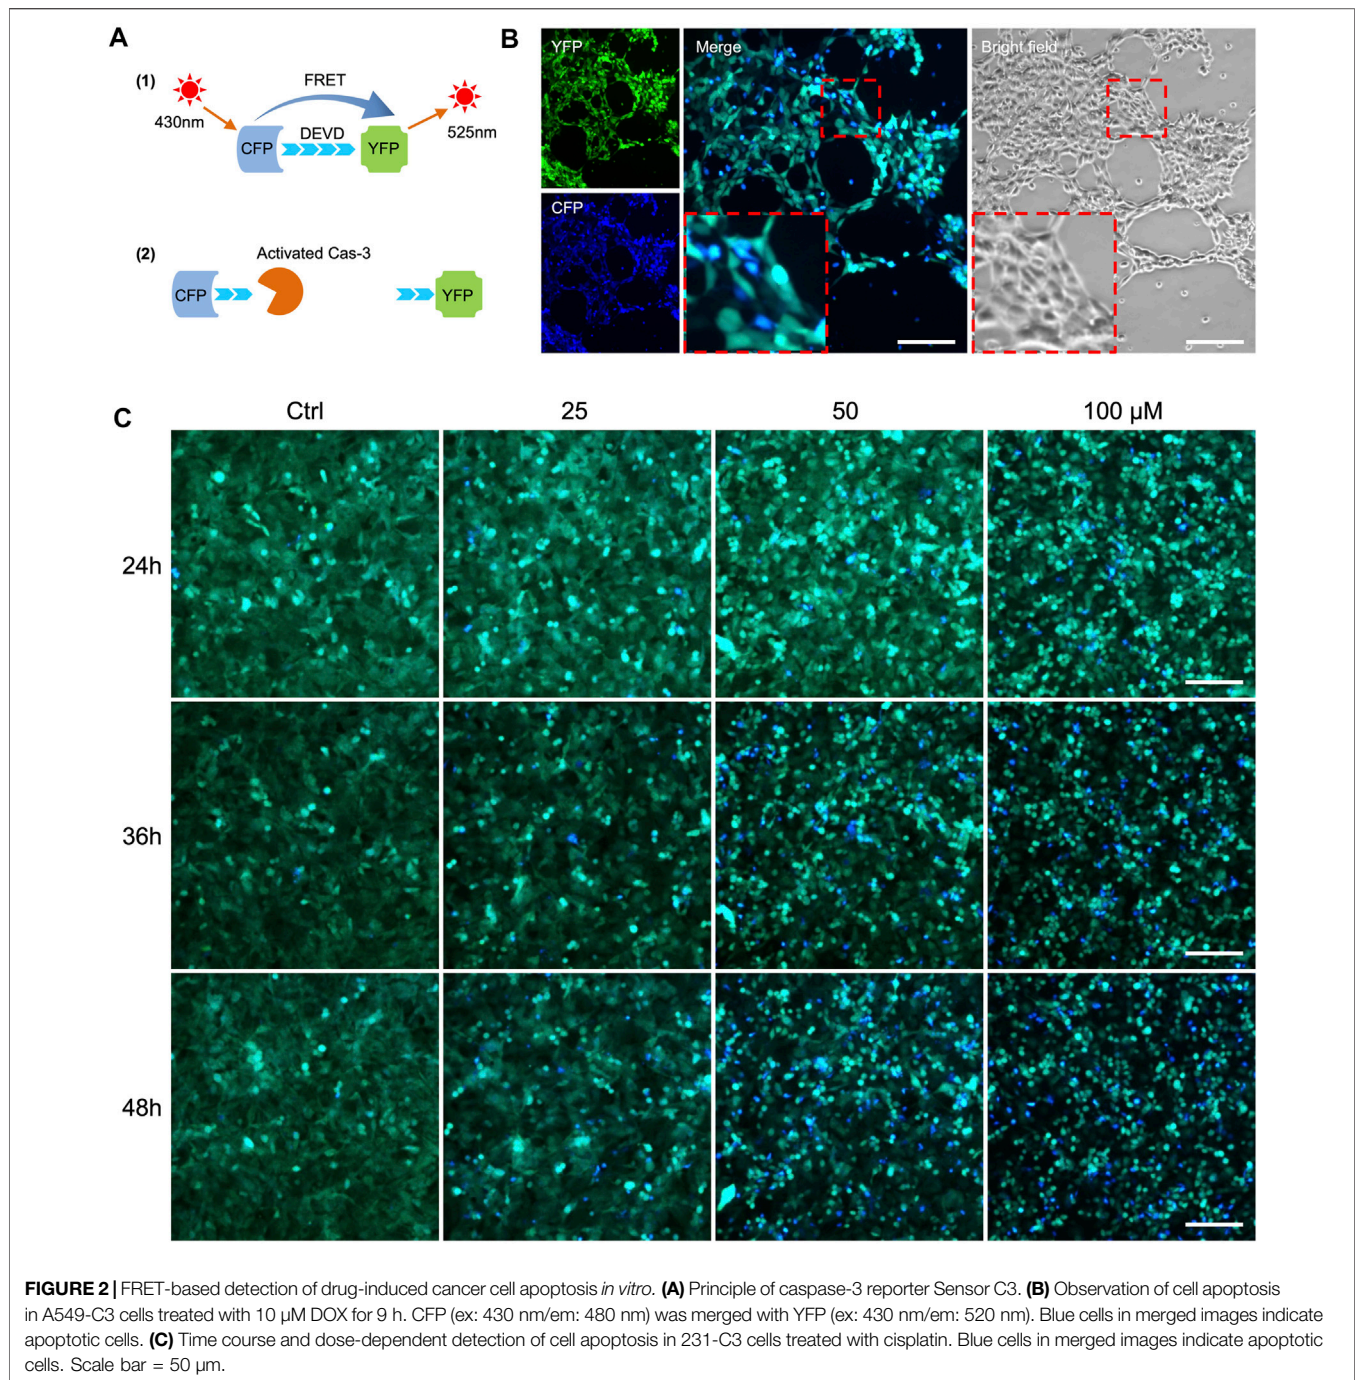 A
(1)
FRET
430nm
525nm
DEVD
CFP
YFP
(2)
Activated Cas-3
CFP
YFP
B
YFP
Merge
Bright field
CFP
C
Ctrl
25
50
100 µM
24h
36h
48h
FIGURE 2 | FRET-based detection of drug-induced cancer cell apoptosis in vitro. (A) Principle of caspase-3 reporter Sensor C3. (B) Observation of cell apoptosis
in A549-C3 cells treated with 10 µM DOX for 9 h. CFP (ex: 430 nm/em: 480 nm) was merged with YFP (ex: 430 nm/em: 520 nm). Blue cells in merged images indicate
apoptotic cells. (C) Time course and dose-dependent detection of cell apoptosis in 231-C3 cells treated with cisplatin. Blue cells in merged images indicate apoptotic
cells. Scale bar = 50 µm.